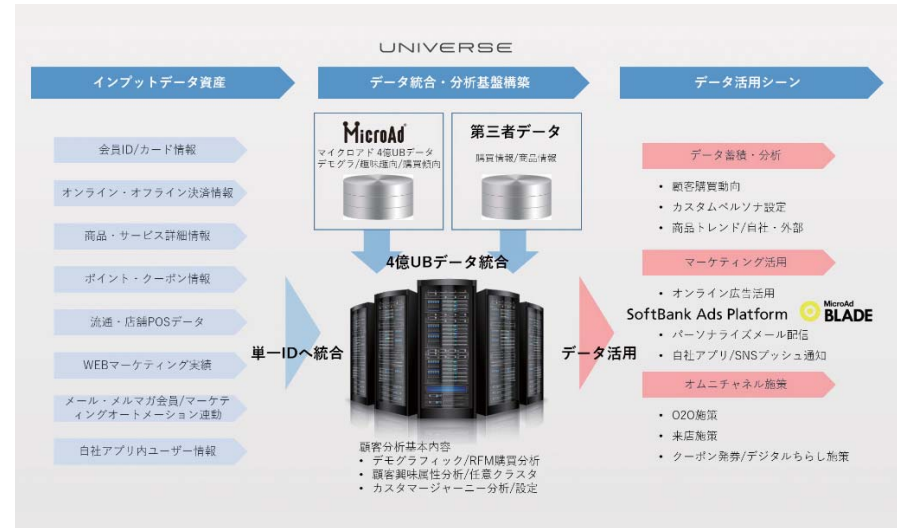 UNIVERSE
インプットデータ資産
データ統合・分析基盤構築
データ活用シーン
会員ID/カード情報
オンライン・オフライン決済情報
商品・サービス詳細情報
ポイント・クーポン情報
流通・店舗POSデータ
WEBマーケティング実績
メール・メルマガ会員/マーケテ
ィングオートメーション連動
自社アプリ内ユーザー情報
単一IDへ統合
MicroAd
マイクロアド 4億UBデータ
デモグラ/趣味趣向/購買傾向
第三者データ
購買情報/商品情報
4億UBデータ統合
顧客分析基本内容
• デモグラフィック/RFM購買分析
• 顧客興味属性分析/任意クラスタ
• カスタマージャーニー分析/設定
データ活用
データ蓄積・分析
• 顧客購買動向
• カスタムペルソナ設定
• 商品トレンド/自社・外部
マーケティング活用
• オンライン広告活用
SoftBank Ads Platform
MicroAd
BLADE
• パーソナライズメール配信
• 自社アプリ/SNSプッシュ通知
オムニチャネル施策
• O2O施策
• 来店施策
• クーポン発券/デジタルちらし施策